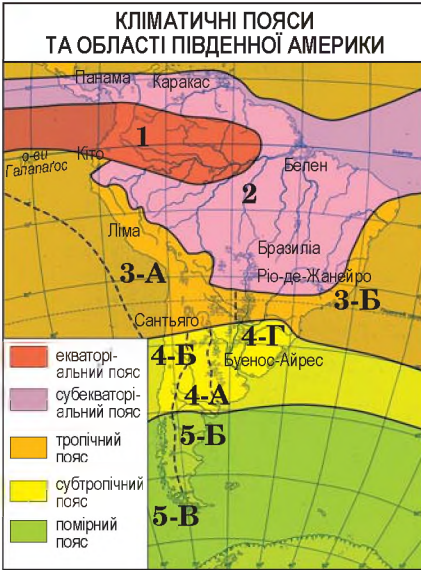 КЛІМАТИЧНІ ПОЯСИ
ТА ОБЛАСТІ ПІВДЕННОЇ АМЕРИКИ
Панама
Каракас
1
Кіто
о-ви
Галапагос
Белен
2
Ліма
Бразиліа
3-А
Ріо-де-Жанейро
3-Б
Сантьяго
4-Г
4-Б
Буенос-Айрес
4-А
5-Б
5-В
екваторі-
альний пояс
субекваторі-
альний пояс
тропічний
пояс
субтропічний
пояс
помірний
пояс